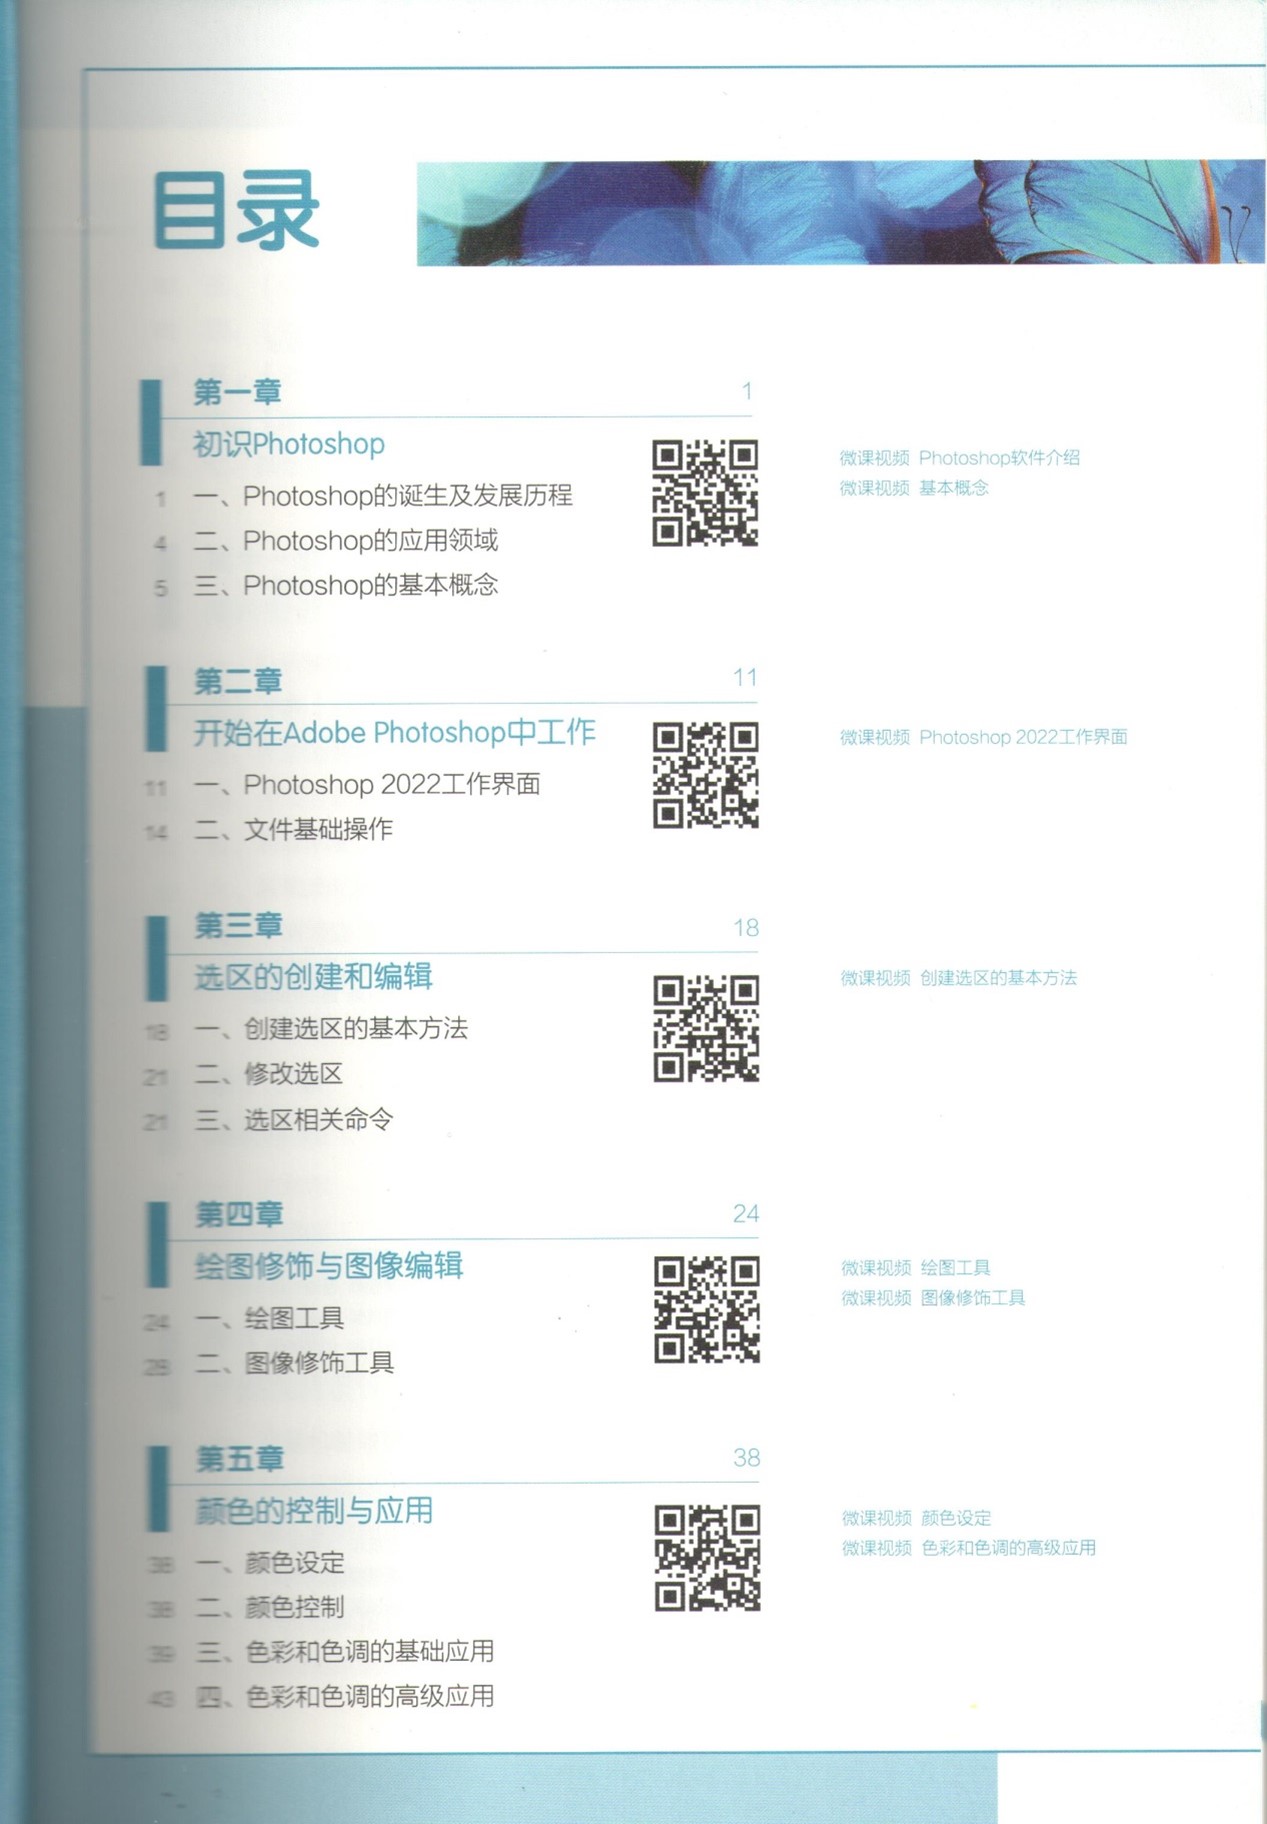 目录
第一章 1
初识Photoshop
微课视频 Photoshop软件介绍
微课视频 基本概念
1 一、Photoshop的诞生及发展历程
4 二、Photoshop的应用领域
5 三、Photoshop的基本概念
第二章 11
开始在Adobe Photoshop中工作
微课视频 Photoshop 2022工作界面
11 一、Photoshop 2022工作界面
14 二、文件基础操作
第三章 18
选区的创建和编辑
微课视频 创建选区的基本方法
18 一、创建选区的基本方法
21 二、修改选区
21 三、选区相关命令
第四章 24
绘图修饰与图像编辑
微课视频 绘图工具
微课视频 图像修饰工具
24 一、绘图工具
28 二、图像修饰工具
第五章 38
颜色的控制与应用
微课视频 颜色设定
微课视频 色彩和色调的高级应用
38 一、颜色设定
38 二、颜色控制
39 三、色彩和色调的基础应用
43 四、色彩和色调的高级应用